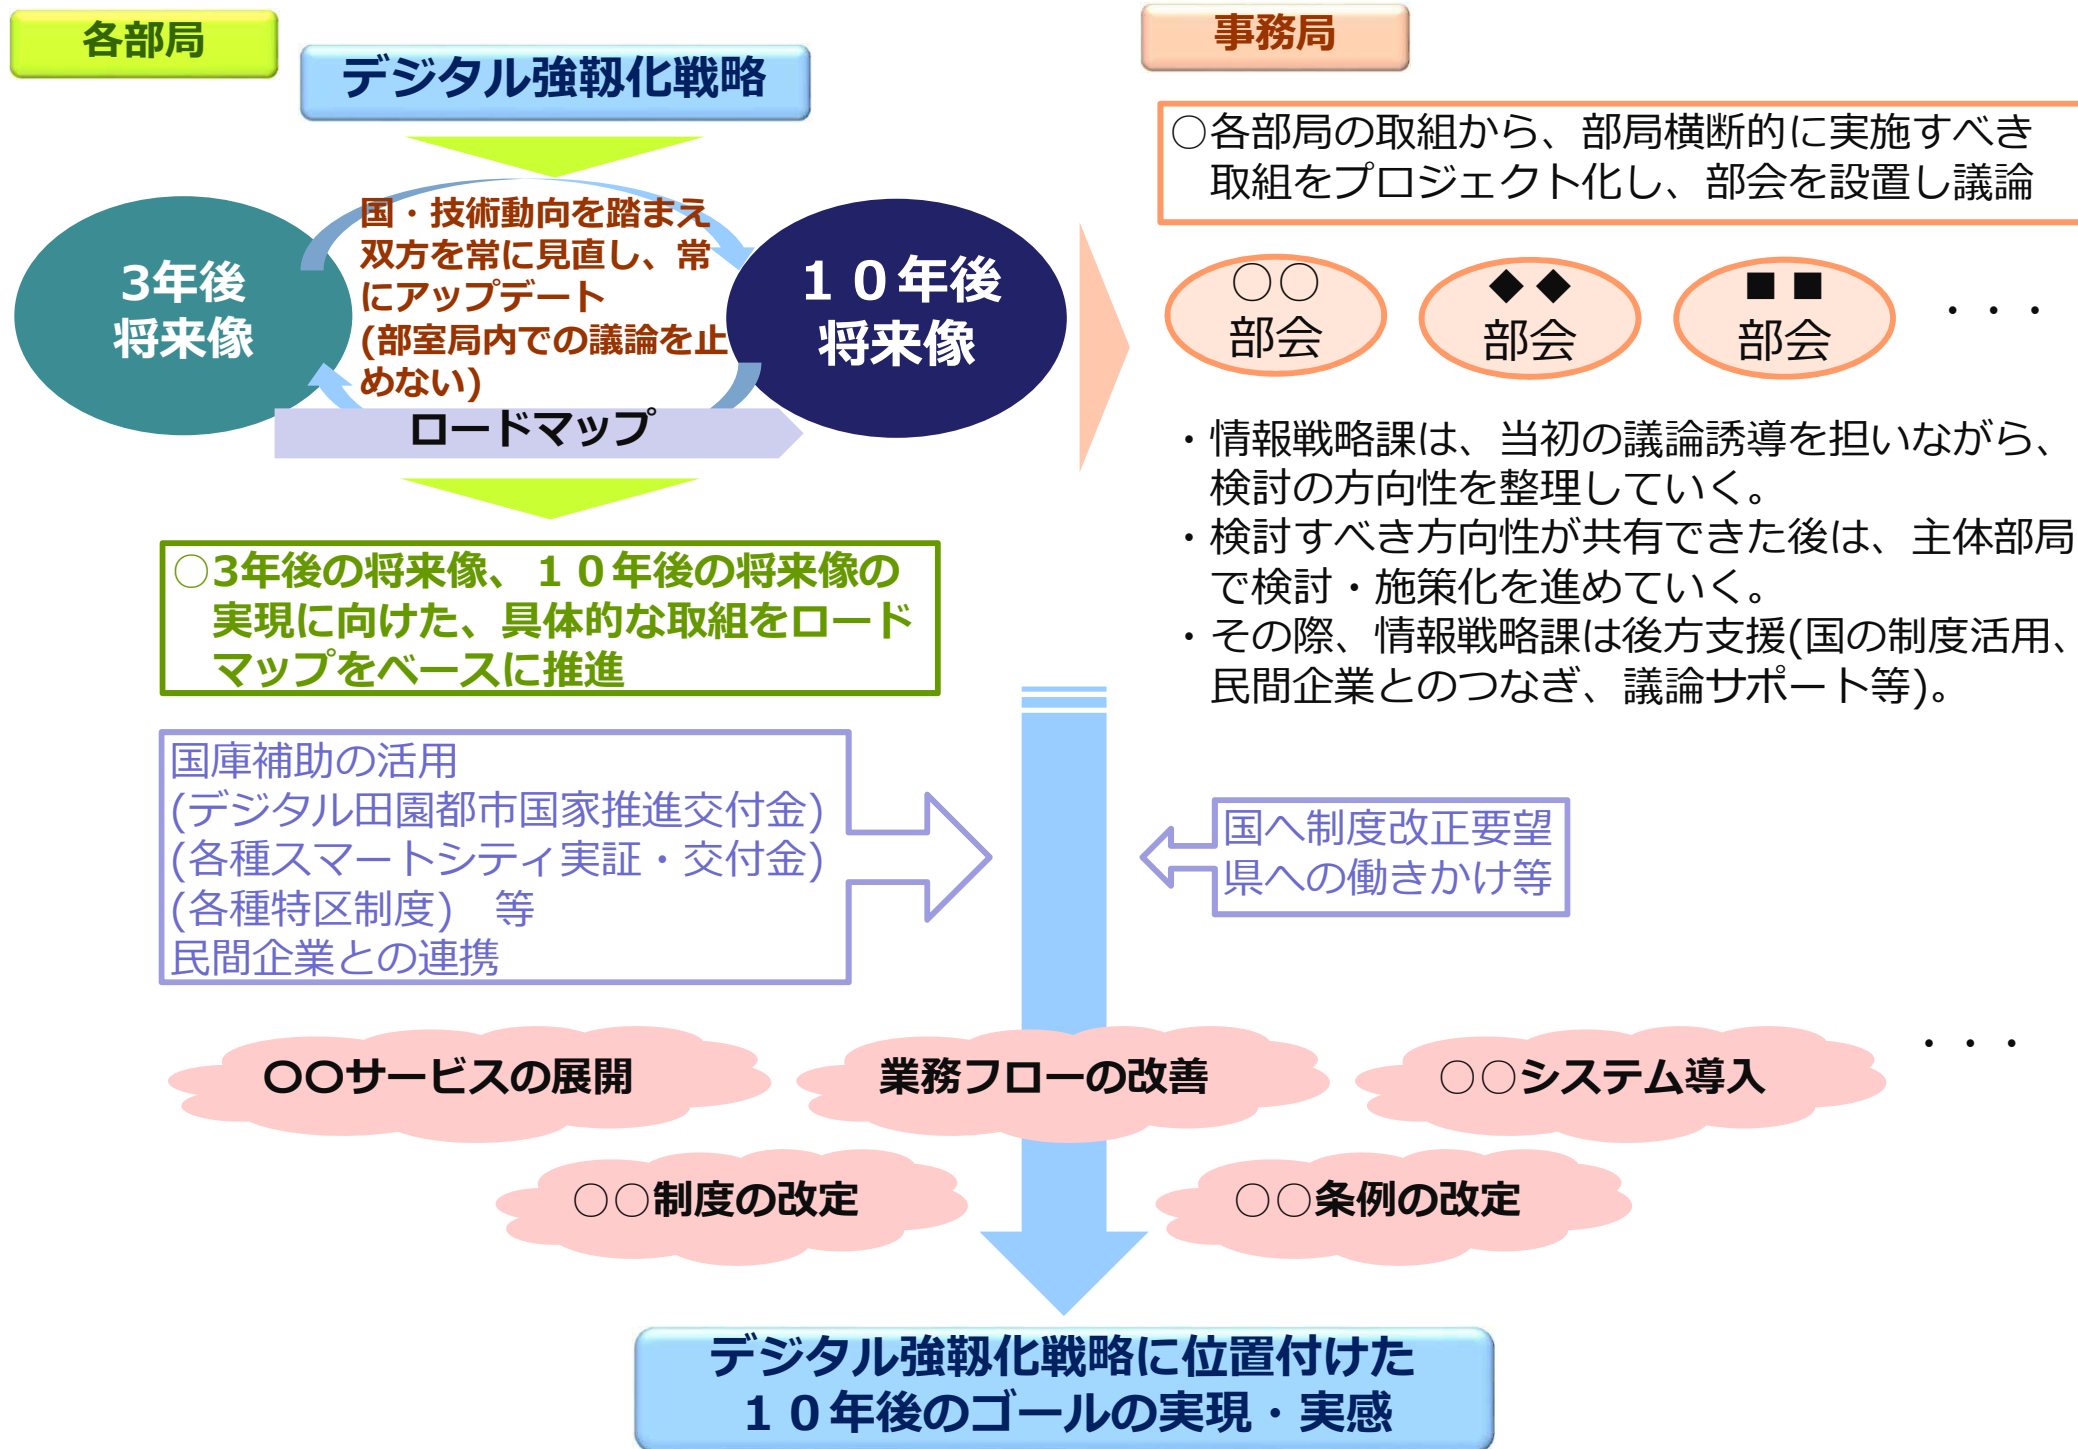 各部局
デジタル強靱化戦略
国・技術動向を踏まえ
双方を常に見直し、常
にアップデート
(部室局内での議論を止
めない)
3年後
将来像
１０年後
将来像
ロードマップ
○3年後の将来像、１０年後の将来像の
実現に向けた、具体的な取組をロード
マップをベースに推進
事務局
○各部局の取組から、部局横断的に実施すべき
取組をプロジェクト化し、部会を設置し議論
○○
部会
◆◆
部会
■■
部会
・・・
・情報戦略課は、当初の議論誘導を担いながら、
検討の方向性を整理していく。
・検討すべき方向性が共有できた後は、主体部局
で検討・施策化を進めていく。
・その際、情報戦略課は後方支援(国の制度活用、
民間企業とのつなぎ、議論サポート等)。
国庫補助の活用
(デジタル田園都市国家推進交付金)
(各種スマートシティ実証・交付金)
(各種特区制度)　等
民間企業との連携
国へ制度改正要望
県への働きかけ等
〇〇サービスの展開
業務フローの改善
○○システム導入
・・・
○○制度の改定
○○条例の改定
デジタル強靱化戦略に位置付けた
１０年後のゴールの実現・実感